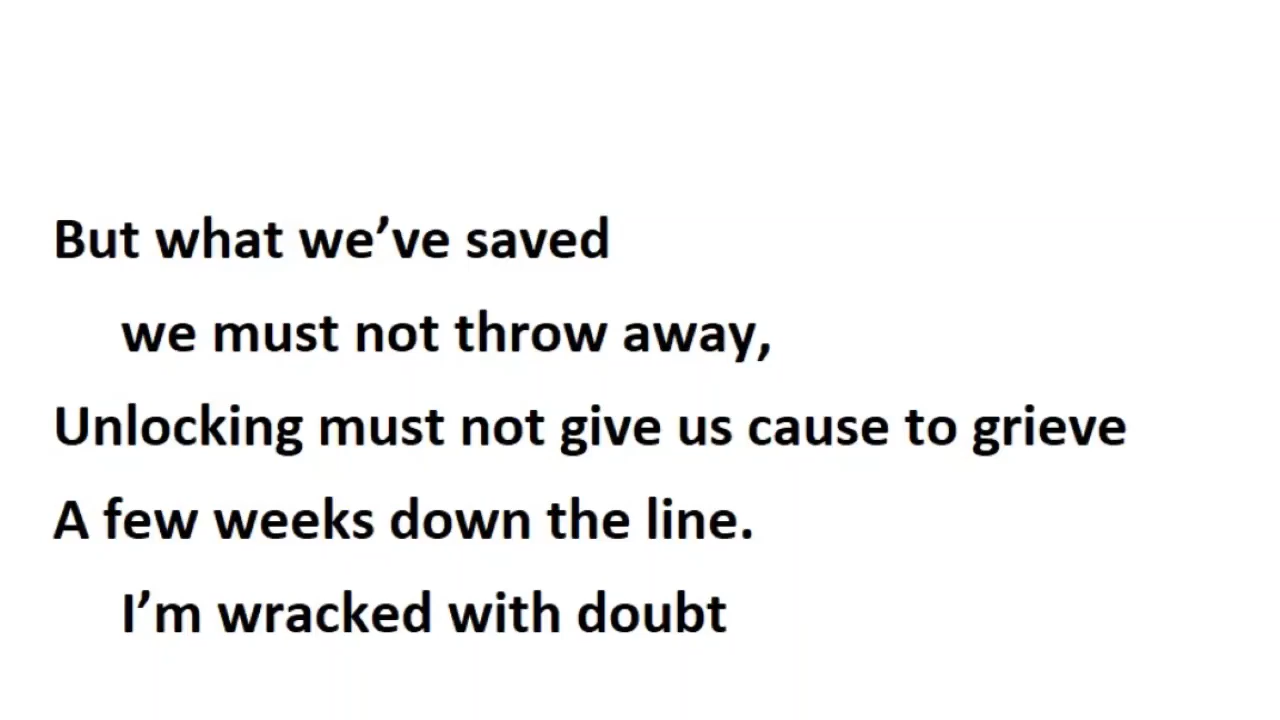 But what we’ve saved
we must not throw away,
Unlocking must not give us cause to grieve
A few weeks down the line.
I’m wracked with doubt